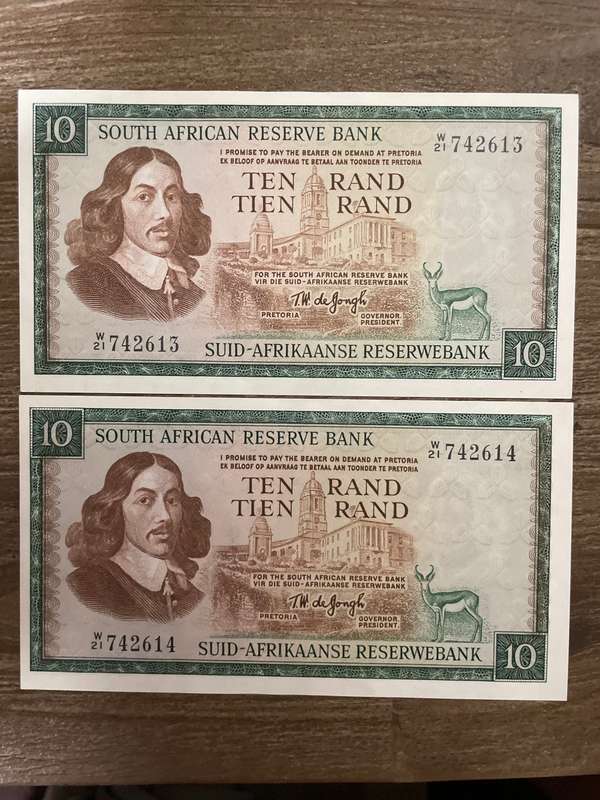 10
SOUTH AFRICAN RESERVE BANK
W/21 742613
I PROMISE TO PAY THE BEARER ON DEMAND AT PRETORIA
EK BELOOF OP AANVRAAG TE BETAAL AAN TOONDER TE PRETORIA
TEN RAND
TIEN RAND
FOR THE SOUTH AFRICAN RESERVE BANK
VIR DIE SUID-AFRIKAANSE RESERWEBANK
T.W. de Jongh
PRETORIA GOVERNOR.
PRESIDENT.
W/21 742613
SUID-AFRIKAANSE RESERWEBANK
10
10
SOUTH AFRICAN RESERVE BANK
W/21 742614
I PROMISE TO PAY THE BEARER ON DEMAND AT PRETORIA
EK BELOOF OP AANVRAAG TE BETAAL AAN TOONDER TE PRETORIA
TEN RAND
TIEN RAND
FOR THE SOUTH AFRICAN RESERVE BANK
VIR DIE SUID-AFRIKAANSE RESERWEBANK
T.W. de Jongh
PRETORIA GOVERNOR.
PRESIDENT.
W/21 742614
SUID-AFRIKAANSE RESERWEBANK
10